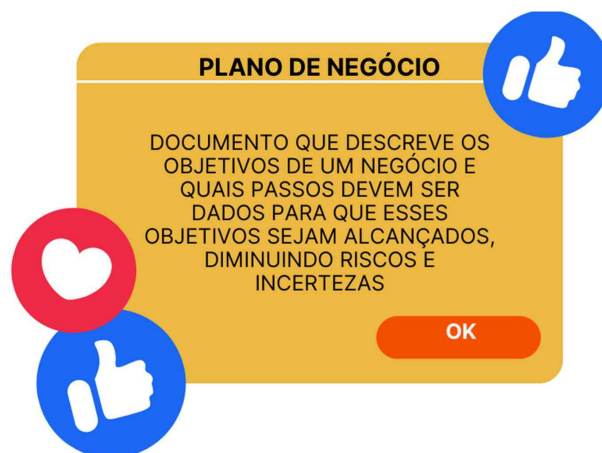 PLANO DE NEGÓCIO
DOCUMENTO QUE DESCREVE OS
OBJETIVOS DE UM NEGÓCIO E
QUAIS PASSOS DEVEM SER
DADOS PARA QUE ESSES
OBJETIVOS SEJAM ALCANÇADOS,
DIMINUINDO RISCOS E
INCERTEZAS
OK